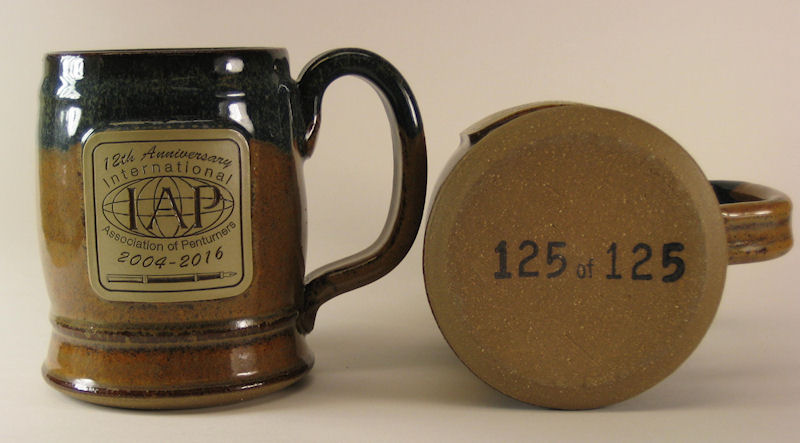 12th Anniversary
International
IAP
Association of Penturners
2004-2016
125 of 125